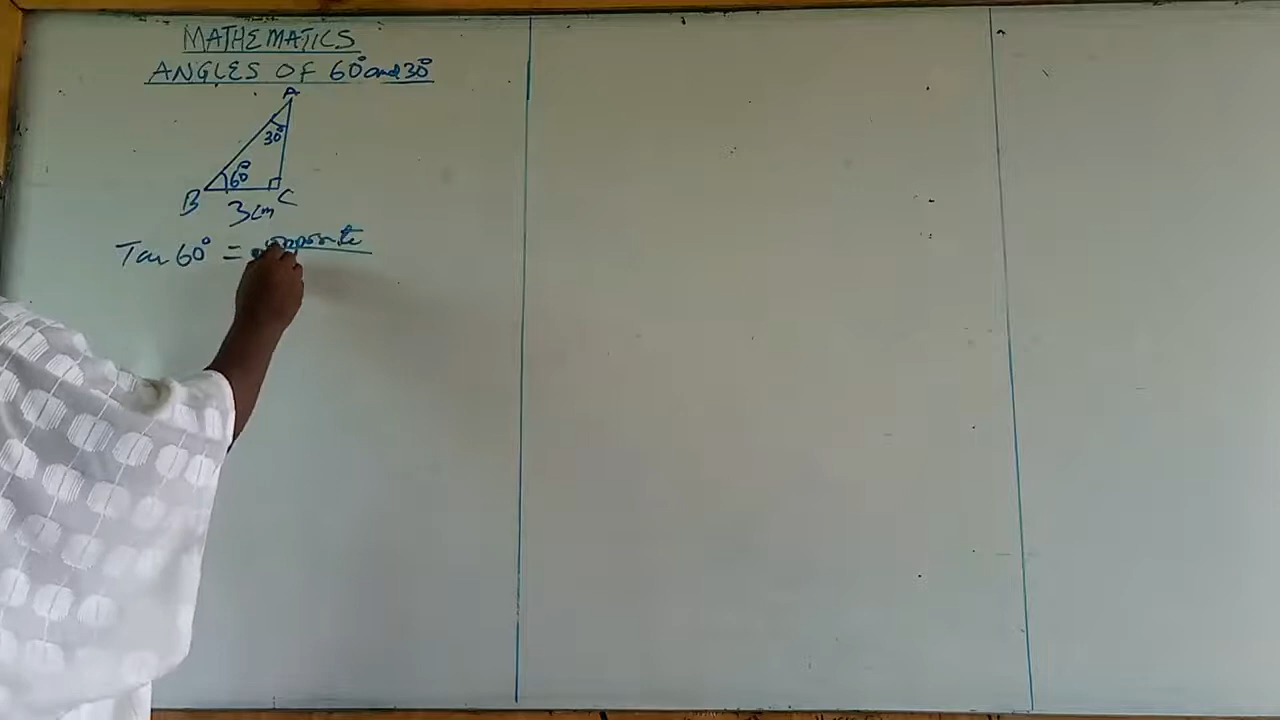 MATHEMATICS
ANGLES OF 60° and 30°
A
30°
60°
B
C
3cm
Tan 60° = opposite